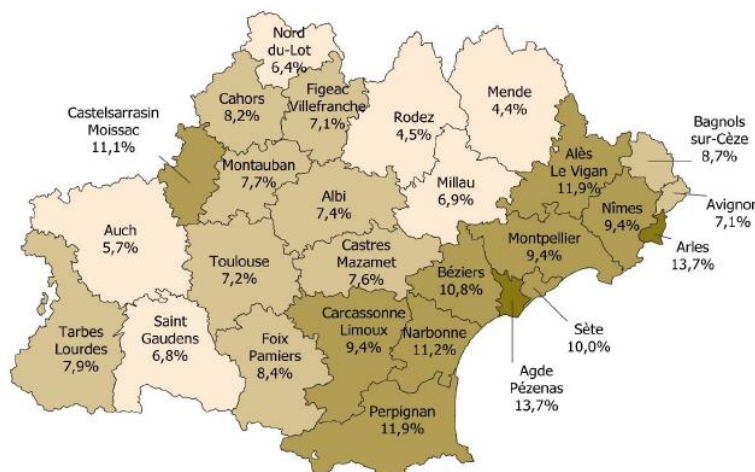 Nord
du-Lot
6,4%
Cahors
8,2%
Figeac
Villefranche
7,1%
Rodez
4,5%
Mende
4,4%
Castelsarrasin
Moissac
11,1%
Bagnols
sur-Cèze
8,7%
Montauban
7,7%
Albi
7,4%
Millau
6,9%
Alès
Le Vigan
11,9%
Nîmes
9,4%
Avignon
7,1%
Arles
13,7%
Auch
5,7%
Toulouse
7,2%
Castres
Mazamet
7,6%
Béziers
10,8%
Montpellier
9,4%
Sète
10,0%
Agde
Pézenas
13,7%
Tarbes
Lourdes
7,9%
Saint
Gaudens
6,8%
Foix
Pamiers
8,4%
Carcassonne
Limoux
9,4%
Narbonne
11,2%
Perpignan
11,9%